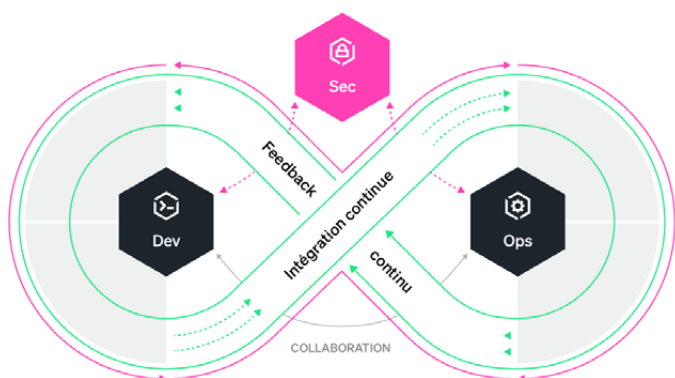 Sec
Feedback
Intégration continue
Dev
Ops
continu
COLLABORATION